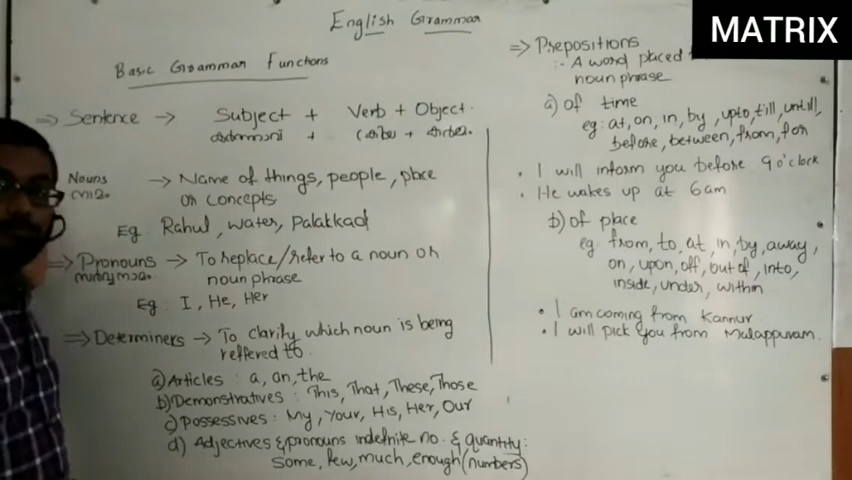 MATRIX
English Grammar
Basic Grammar Functions
⇒ Sentence → Subject + Verb + Object.
+ +
Nouns → Name of things, people, place
നാമം
or concepts
Eg. Rahul, water, Palakkad
⇒ Pronouns → To replace/refer to a noun or
noun phrase
Eg. I, He, Her
⇒ Determiners → To clarify which noun is being
reffered to.
a) Articles : a, an, the
b) Demonstratives : This, That, These, Those
c) Possessives : My, Your, His, Her, Our
d) Adjectives & pronouns indefinite no. & quantity:
some, few, much, enough (numbers)
⇒ Prepositions
:- A word placed
noun phrase
a) of time
eg: at, on, in, by, upto, till, untill,
before, between, from, for
• I will inform you before 9 o'clock
• He wakes up at 6am
b) of place
eg. from, to, at, in, by, away,
on, upon, off, out of, into,
inside, under, within
• I am coming from Kannur
• I will pick you from Malappuram.